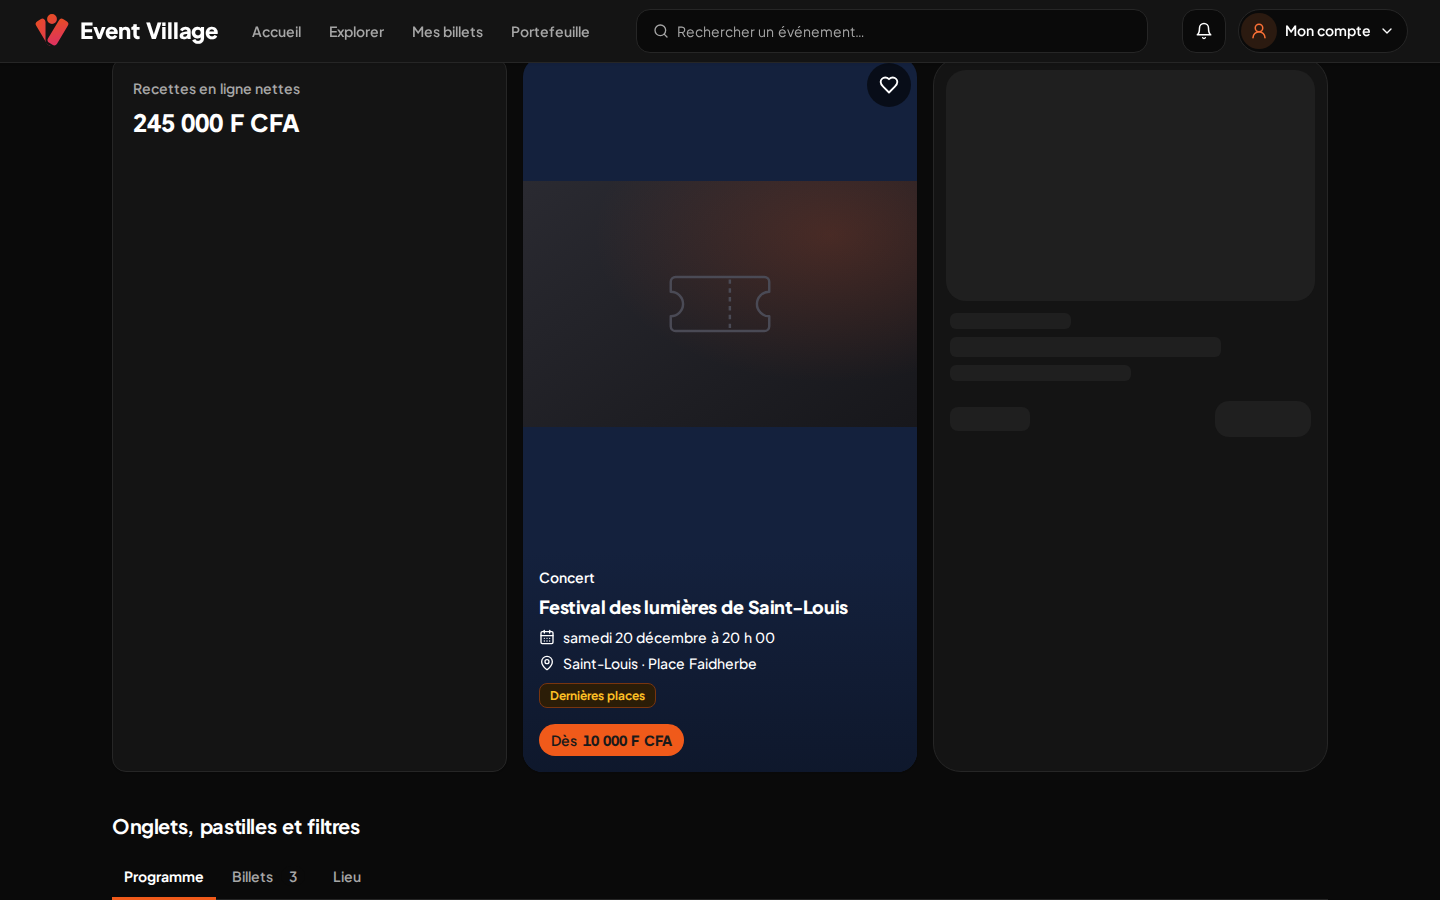 Event Village
Accueil
Explorer
Mes billets
Portefeuille
Rechercher un événement…
Mon compte
Recettes en ligne nettes
245 000 F CFA
Concert
Festival des lumières de Saint-Louis
samedi 20 décembre à 20 h 00
Saint-Louis · Place Faidherbe
Dernières places
Dès 10 000 F CFA
Onglets, pastilles et filtres
Programme
Billets 3
Lieu